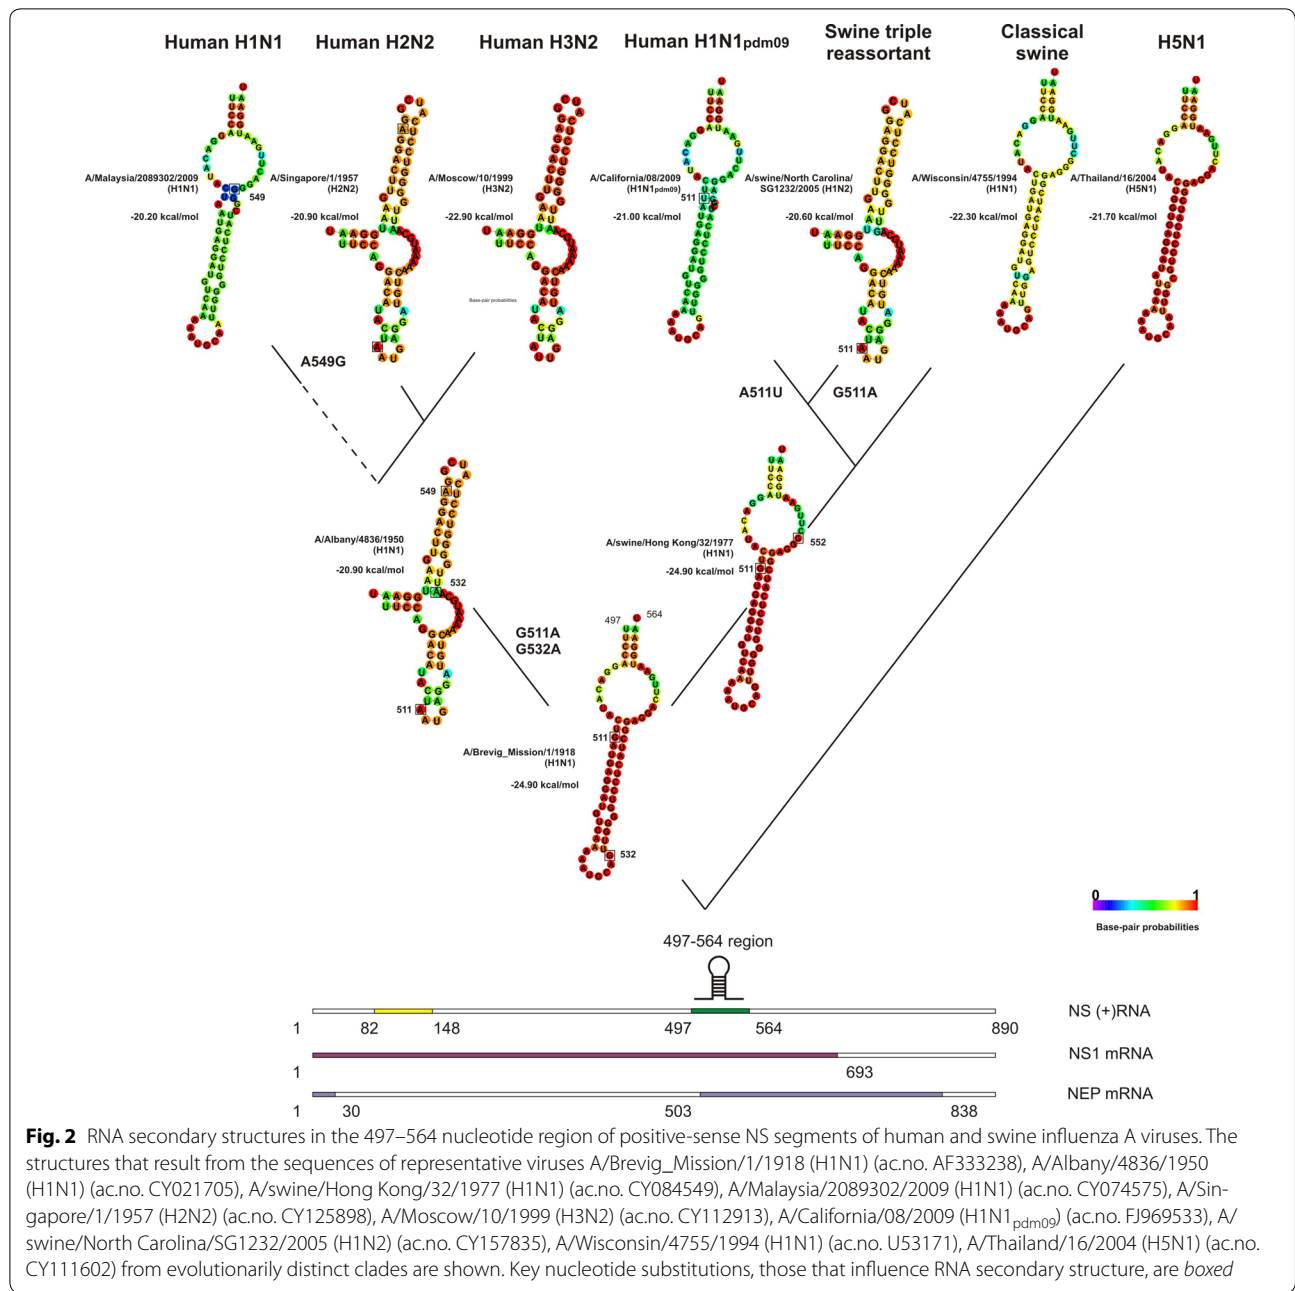 Human H1N1
Human H2N2
Human H3N2
Human H1N1pdm09
Swine triple
reassortant
Classical
swine
H5N1
A/Malaysia/2089302/2009
(H1N1)
-20.20 kcal/mol
549
A/Singapore/1/1957
(H2N2)
-20.90 kcal/mol
A/Moscow/10/1999
(H3N2)
-22.90 kcal/mol
Base-pair probabilities
A/California/08/2009
(H1N1pdm09)
511
-21.00 kcal/mol
A/swine/North Carolina/
SG1232/2005 (H1N2)
-20.60 kcal/mol
511
A/Wisconsin/4755/1994
(H1N1)
-22.30 kcal/mol
A/Thailand/16/2004
(H5N1)
-21.70 kcal/mol
A549G
A511U
G511A
549
A/Albany/4836/1950
(H1N1)
-20.90 kcal/mol
532
511
G511A
G532A
A/swine/Hong Kong/32/1977
(H1N1)
-24.90 kcal/mol
552
511
497
564
511
A/Brevig_Mission/1/1918
(H1N1)
-24.90 kcal/mol
532
0 1
Base-pair probabilities
497-564 region
NS (+)RNA
1 82 148 497 564 890
NS1 mRNA
1 693
NEP mRNA
1 30 503 838
Fig. 2 RNA secondary structures in the 497–564 nucleotide region of positive-sense NS segments of human and swine influenza A viruses. The
structures that result from the sequences of representative viruses A/Brevig_Mission/1/1918 (H1N1) (ac.no. AF333238), A/Albany/4836/1950
(H1N1) (ac.no. CY021705), A/swine/Hong Kong/32/1977 (H1N1) (ac.no. CY084549), A/Malaysia/2089302/2009 (H1N1) (ac.no. CY074575), A/Sin-
gapore/1/1957 (H2N2) (ac.no. CY125898), A/Moscow/10/1999 (H3N2) (ac.no. CY112913), A/California/08/2009 (H1N1pdm09) (ac.no. FJ969533), A/
swine/North Carolina/SG1232/2005 (H1N2) (ac.no. CY157835), A/Wisconsin/4755/1994 (H1N1) (ac.no. U53171), A/Thailand/16/2004 (H5N1) (ac.no.
CY111602) from evolutionarily distinct clades are shown. Key nucleotide substitutions, those that influence RNA secondary structure, are boxed